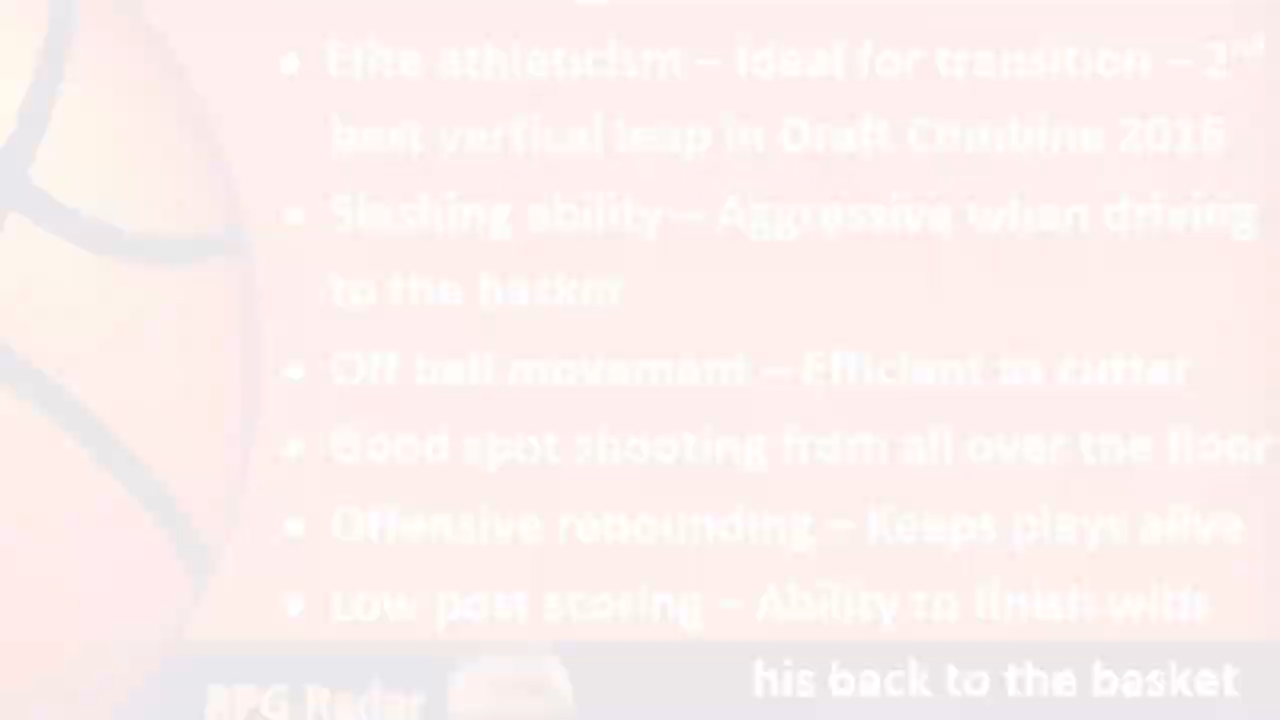 Elite athleticism – Ideal for transition – 2nd
best vertical leap in Draft Combine 2016
Slashing ability – Aggressive when driving
to the basket
Off ball movement – Efficient as cutter
Good spot shooting from all over the floor
Offensive rebounding – Keeps plays alive
Low post scoring – Ability to finish with
his back to the basket
Radar